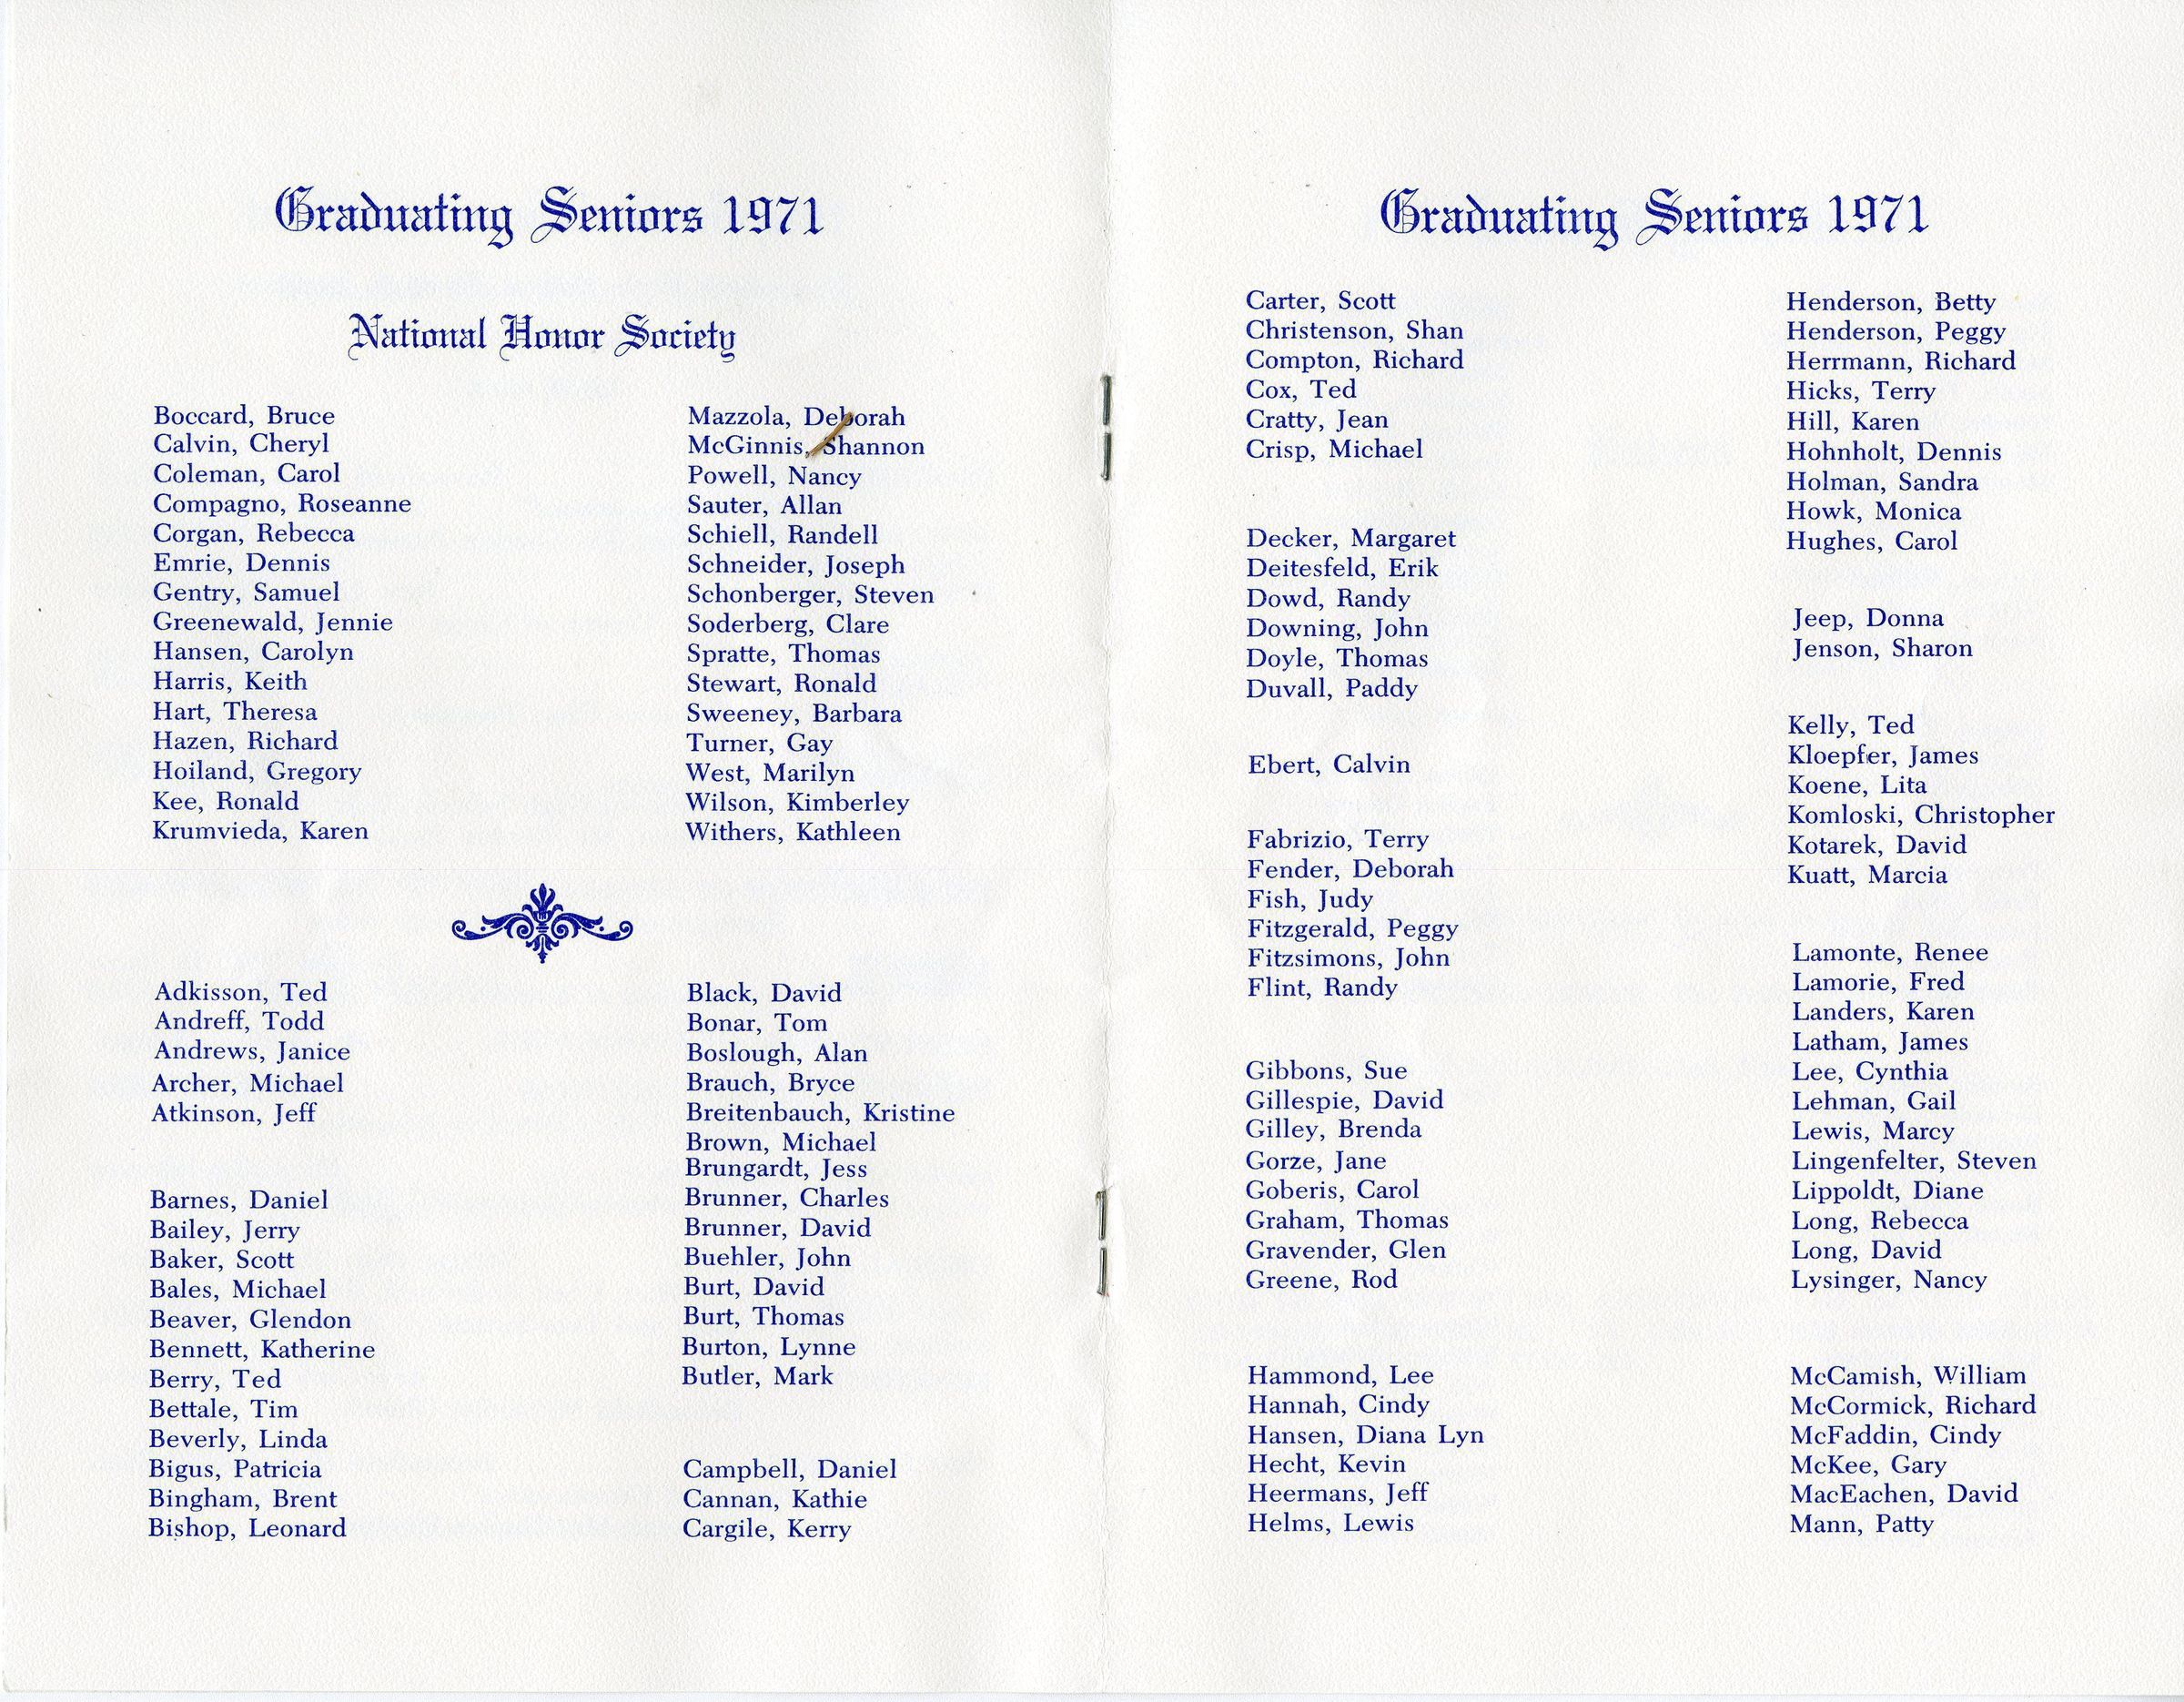 Graduating Seniors 1971
National Honor Society
Boccard, Bruce
Calvin, Cheryl
Coleman, Carol
Compagno, Roseanne
Corgan, Rebecca
Emrie, Dennis
Gentry, Samuel
Greenewald, Jennie
Hansen, Carolyn
Harris, Keith
Hart, Theresa
Hazen, Richard
Hoiland, Gregory
Kee, Ronald
Krumvieda, Karen
Mazzola, Deborah
McGinnis, Shannon
Powell, Nancy
Sauter, Allan
Schiell, Randell
Schneider, Joseph
Schonberger, Steven
Soderberg, Clare
Spratte, Thomas
Stewart, Ronald
Sweeney, Barbara
Turner, Gay
West, Marilyn
Wilson, Kimberley
Withers, Kathleen
Adkisson, Ted
Andreff, Todd
Andrews, Janice
Archer, Michael
Atkinson, Jeff
Barnes, Daniel
Bailey, Jerry
Baker, Scott
Bales, Michael
Beaver, Glendon
Bennett, Katherine
Berry, Ted
Bettale, Tim
Beverly, Linda
Bigus, Patricia
Bingham, Brent
Bishop, Leonard
Black, David
Bonar, Tom
Boslough, Alan
Brauch, Bryce
Breitenbauch, Kristine
Brown, Michael
Brungardt, Jess
Brunner, Charles
Brunner, David
Buehler, John
Burt, David
Burt, Thomas
Burton, Lynne
Butler, Mark
Campbell, Daniel
Cannan, Kathie
Cargile, Kerry
Graduating Seniors 1971
Carter, Scott
Christenson, Shan
Compton, Richard
Cox, Ted
Cratty, Jean
Crisp, Michael
Decker, Margaret
Deitesfeld, Erik
Dowd, Randy
Downing, John
Doyle, Thomas
Duvall, Paddy
Ebert, Calvin
Fabrizio, Terry
Fender, Deborah
Fish, Judy
Fitzgerald, Peggy
Fitzsimons, John
Flint, Randy
Gibbons, Sue
Gillespie, David
Gilley, Brenda
Gorze, Jane
Goberis, Carol
Graham, Thomas
Gravender, Glen
Greene, Rod
Hammond, Lee
Hannah, Cindy
Hansen, Diana Lyn
Hecht, Kevin
Heermans, Jeff
Helms, Lewis
Henderson, Betty
Henderson, Peggy
Herrmann, Richard
Hicks, Terry
Hill, Karen
Hohnholt, Dennis
Holman, Sandra
Howk, Monica
Hughes, Carol
Jeep, Donna
Jenson, Sharon
Kelly, Ted
Kloepfer, James
Koene, Lita
Komloski, Christopher
Kotarek, David
Kuatt, Marcia
Lamonte, Renee
Lamorie, Fred
Landers, Karen
Latham, James
Lee, Cynthia
Lehman, Gail
Lewis, Marcy
Lingenfelter, Steven
Lippoldt, Diane
Long, Rebecca
Long, David
Lysinger, Nancy
McCamish, William
McCormick, Richard
McFaddin, Cindy
McKee, Gary
MacEachen, David
Mann, Patty